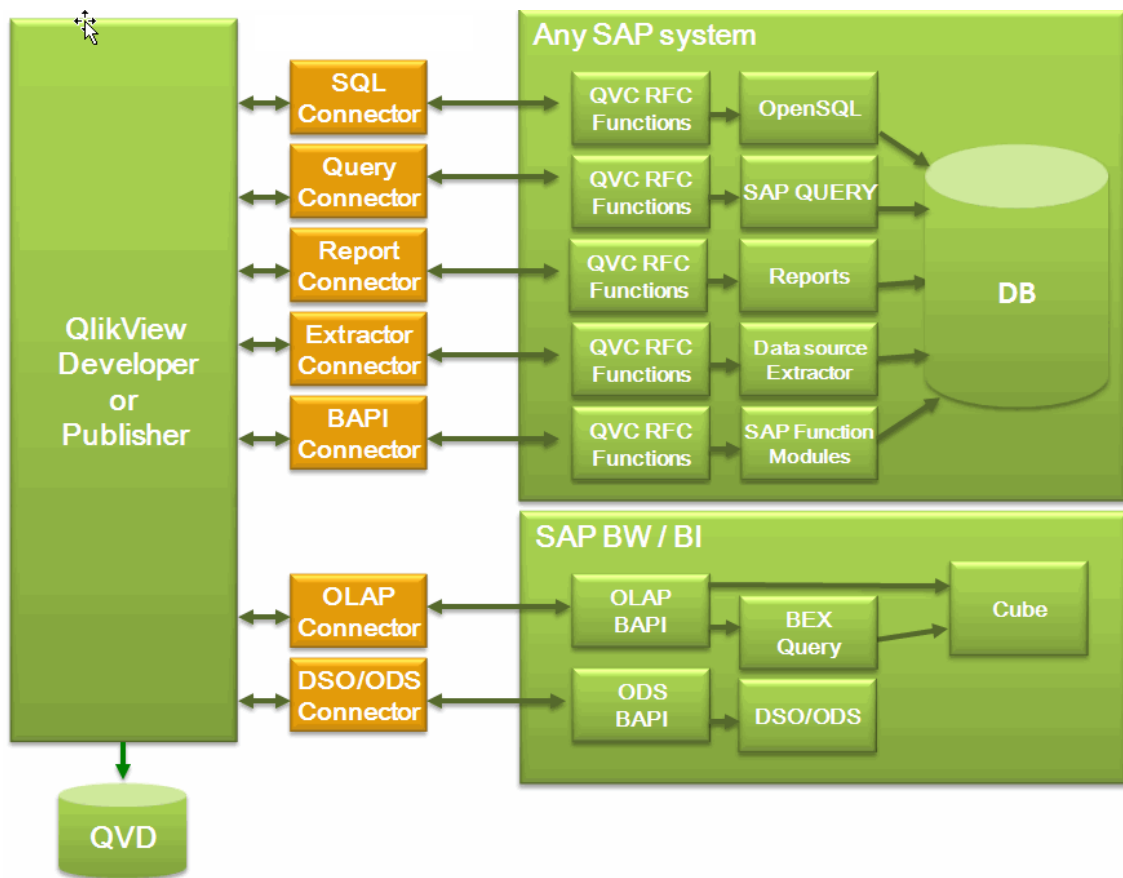 Any SAP system
SQL
Connector
QVC RFC
Functions
OpenSQL
Query
Connector
QVC RFC
Functions
SAP QUERY
Report
Connector
QVC RFC
Functions
Reports
DB
QlikView
Developer
or
Publisher
Extractor
Connector
QVC RFC
Functions
Data source
Extractor
BAPI
Connector
QVC RFC
Functions
SAP Function
Modules
SAP BW / BI
OLAP
Connector
OLAP
BAPI
BEX
Query
Cube
DSO/ODS
Connector
ODS
BAPI
DSO/ODS
QVD